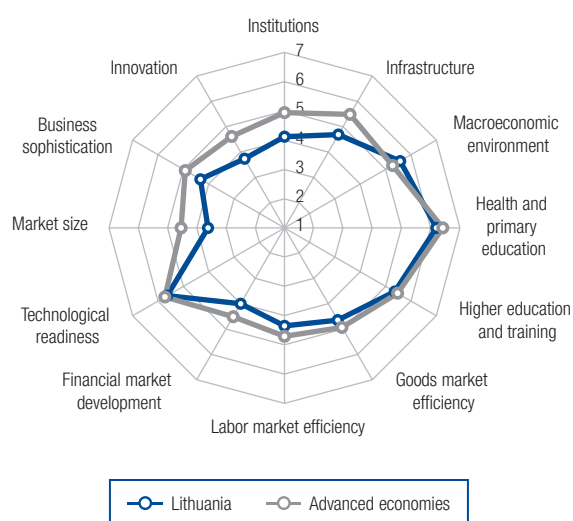 Institutions
7
6
5
4
3
2
1
Infrastructure
Macroeconomic
environment
Health and
primary
education
Higher education
and training
Goods market
efficiency
Labor market efficiency
Financial market
development
Technological
readiness
Market size
Business
sophistication
Innovation
Lithuania
Advanced economies